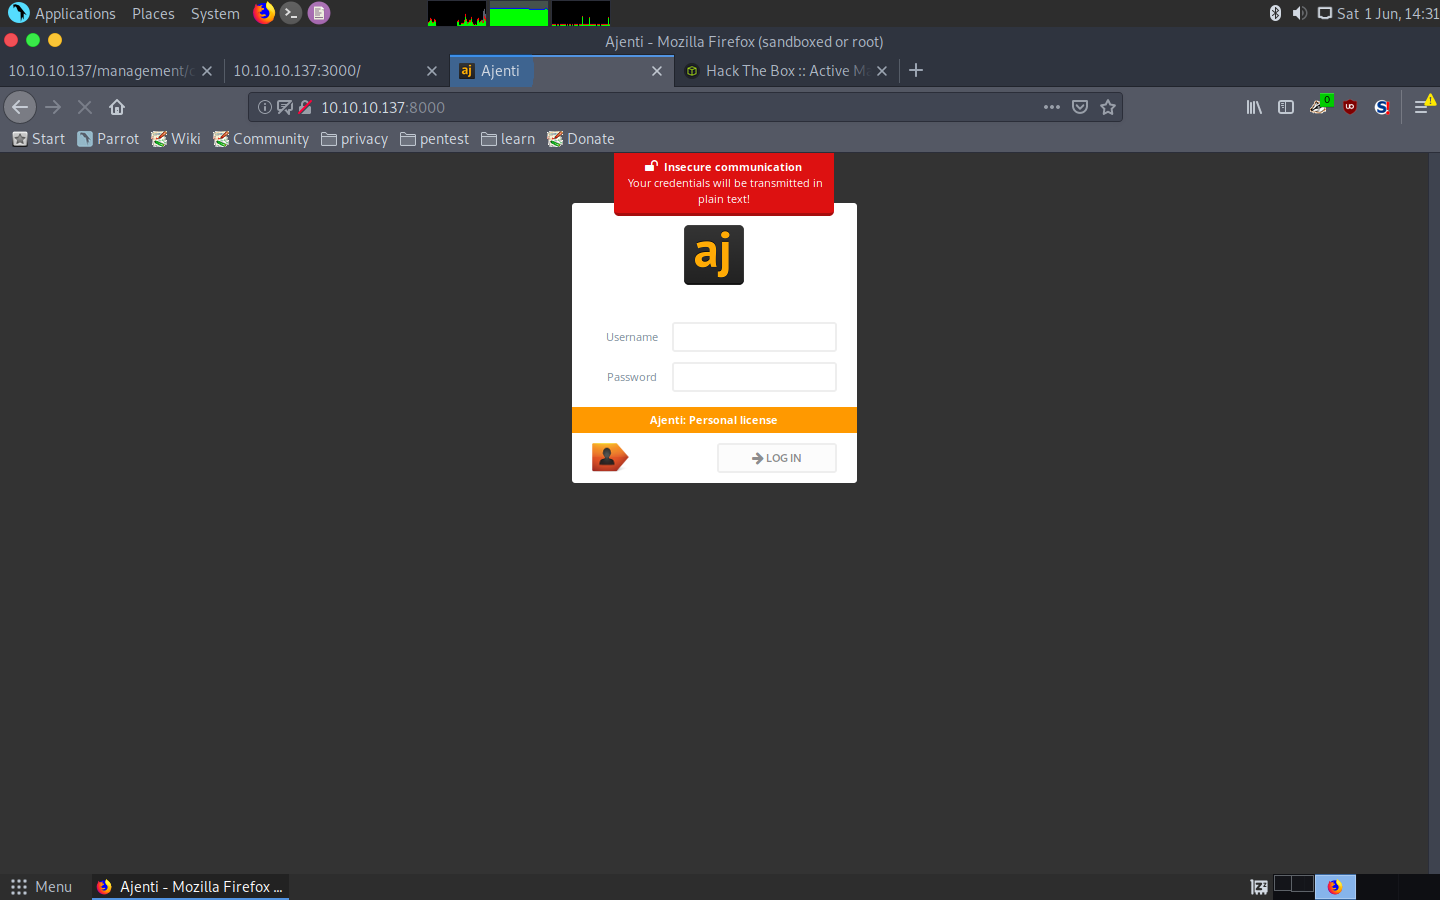 Applications Places System Sat 1 Jun, 14:31
Ajenti - Mozilla Firefox (sandboxed or root)
10.10.10.137/management/ 10.10.10.137:3000/ aj Ajenti Hack The Box :: Active
10.10.10.137:8000 0 UD S
Start Parrot Wiki Community privacy pentest learn Donate
Insecure communication
Your credentials will be transmitted in
plain text!
aj
Username
Password
Ajenti: Personal license
LOG IN
Menu Ajenti - Mozilla Firefox ...